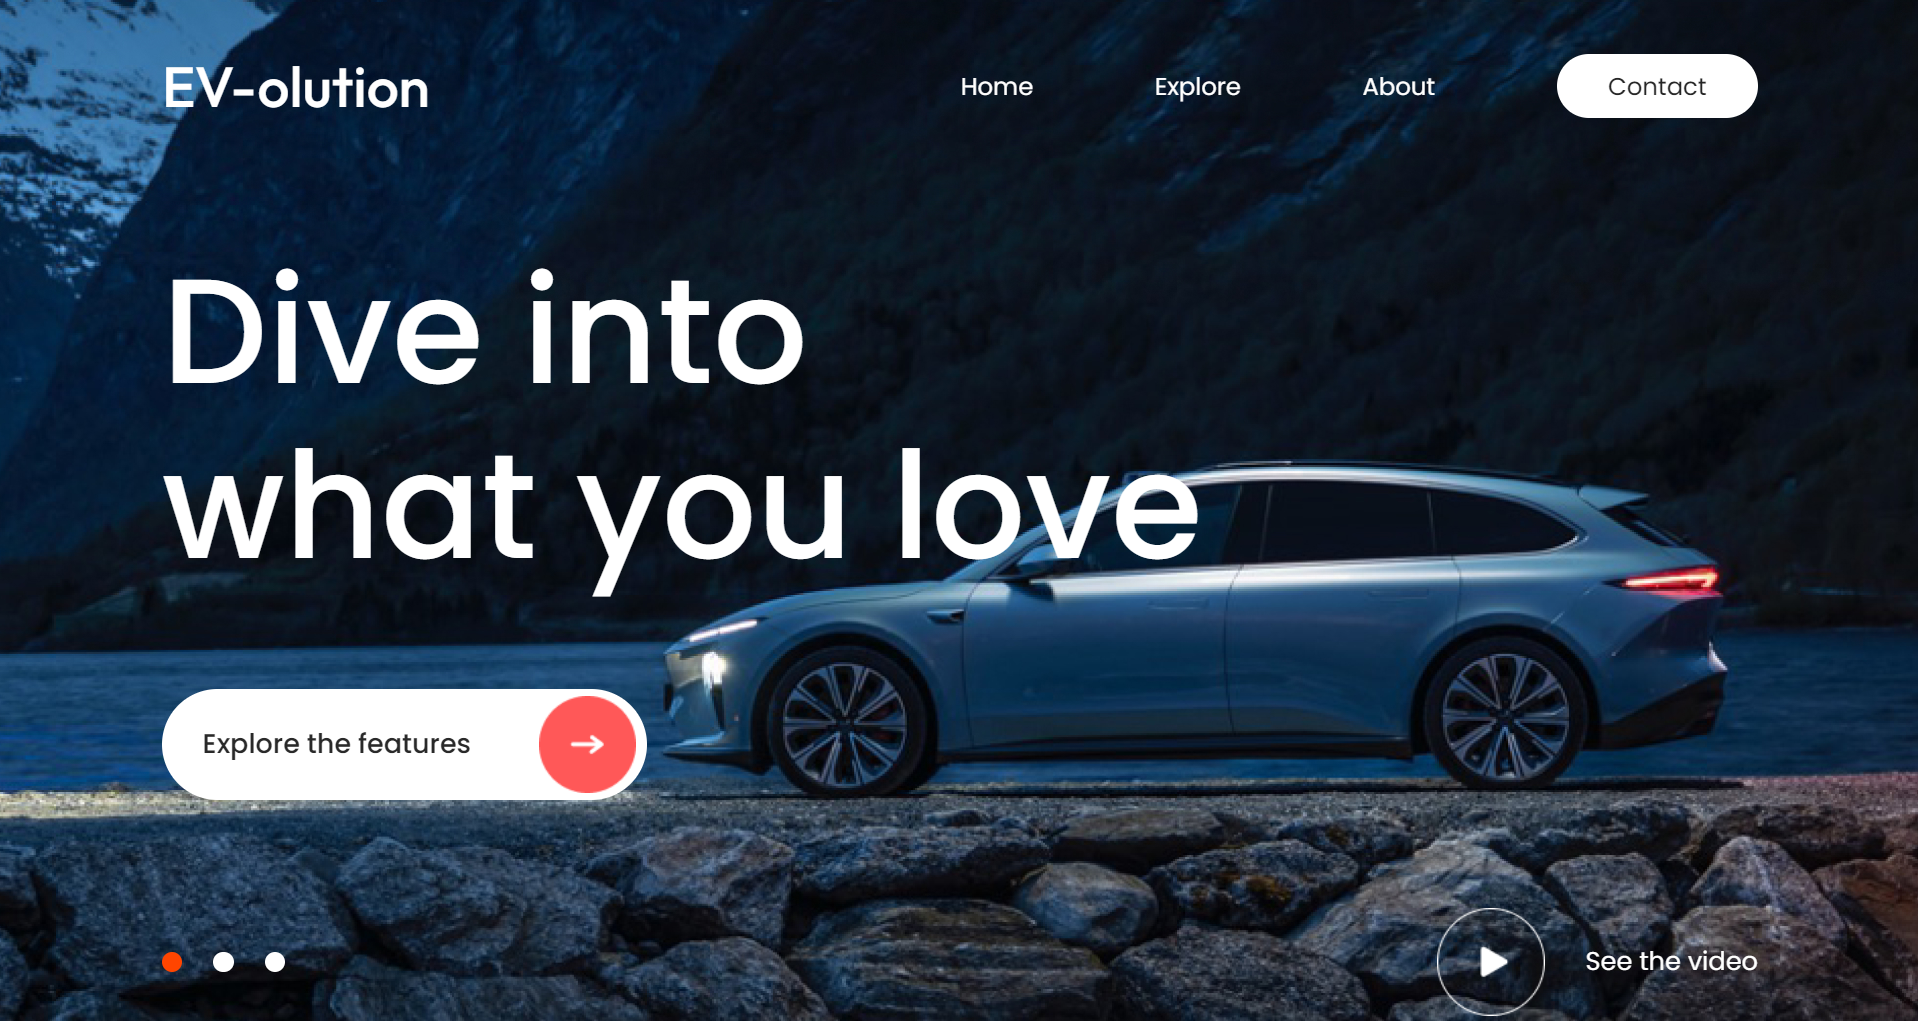 EV-olution
Home
Explore
About
Contact
Dive into
what you love
Explore the features
See the video